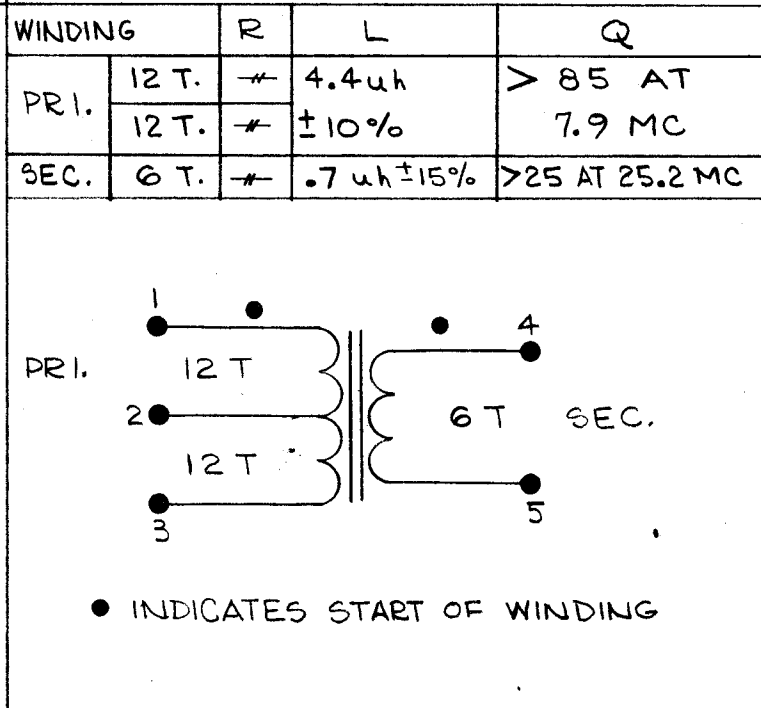 WINDING R L Q
PRI. 12 T. 4.4uh > 85 AT
12 T. ±10% 7.9 MC
SEC. 6 T. .7 uh ±15% >25 AT 25.2 MC
1 4
PRI. 12 T
2 6 T SEC.
12 T
3 5
● INDICATES START OF WINDING